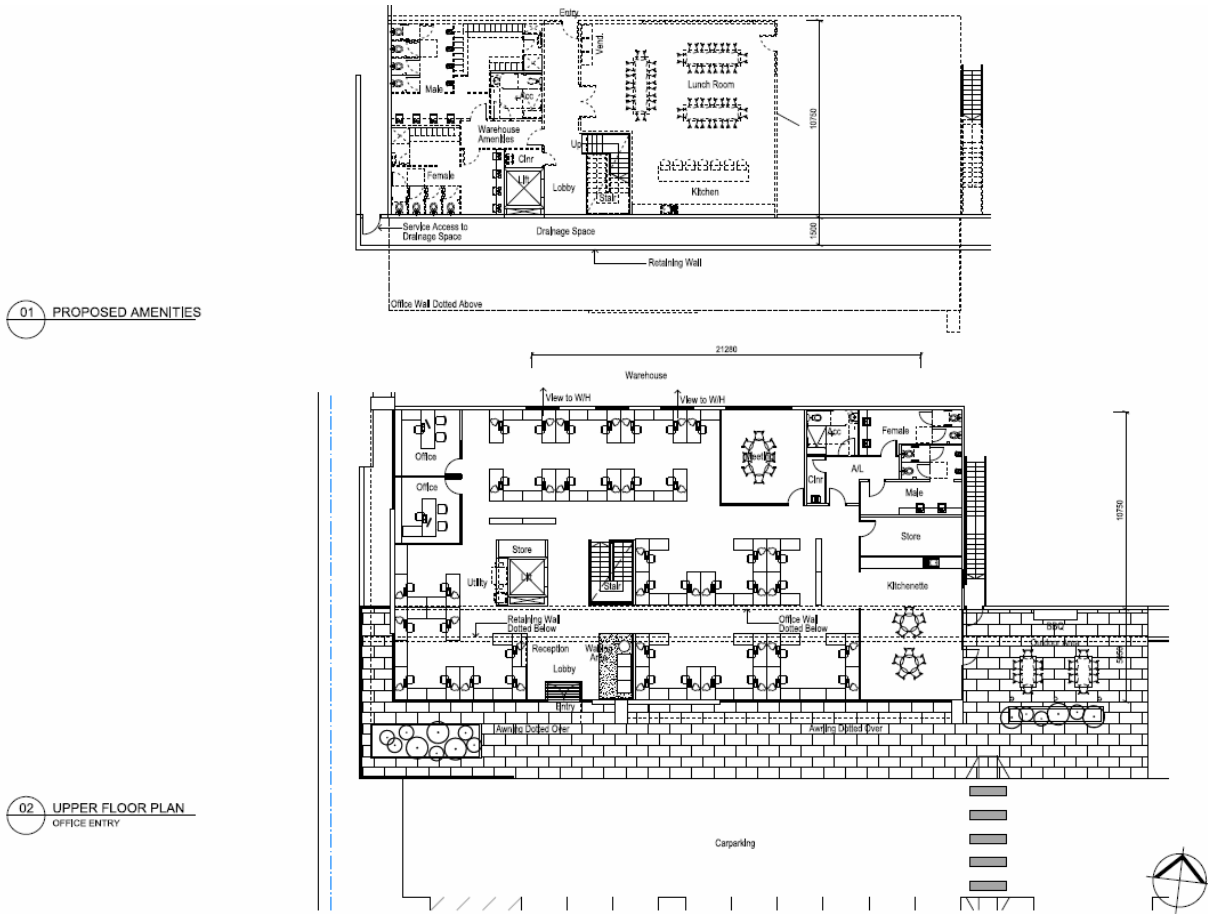 Entry
Vend.
Lunch Room
Male
Acc
10750
Warehouse
Amenities
Up
Clnr
Lift
Female
Lobby
Stair
Kitchen
Service Access to
Drainage Space
Drainage Space
1500
Retaining Wall
Office Wall Dotted Above
01 PROPOSED AMENITIES
21280
Warehouse
View to W/H
View to W/H
Office
Meeting
Acc
Female
A/L
Clnr
Office
Male
10750
Store
Store
Lift
Utility
Stair
Kitchenette
Retaining Wall
Dotted Below
Office Wall
Dotted Below
BBQ
Outdoor Area
Reception
Waiting
Area
Lobby
Entry
Awning Dotted Over
Awning Dotted Over
02 UPPER FLOOR PLAN
OFFICE ENTRY
Carparking